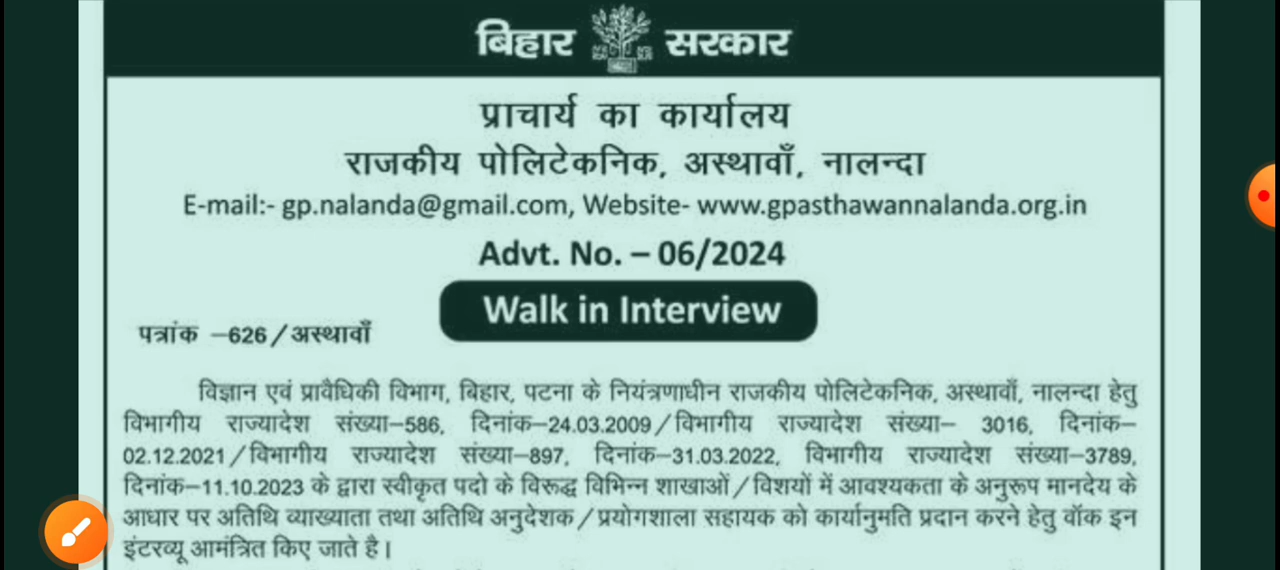 बिहार सरकार
प्राचार्य का कार्यालय
राजकीय पोलिटेकनिक, अस्थावाँ, नालन्दा
E-mail:- gp.nalanda@gmail.com, Website- www.gpasthawannalanda.org.in
Advt. No. – 06/2024
Walk in Interview
पत्रांक –626/अस्थावाँ
विज्ञान एवं प्रावैधिकी विभाग, बिहार, पटना के नियंत्रणाधीन राजकीय पोलिटेकनिक, अस्थावाँ, नालन्दा हेतु
विभागीय राज्यादेश संख्या–586, दिनांक–24.03.2009/विभागीय राज्यादेश संख्या– 3016, दिनांक–
02.12.2021/विभागीय राज्यादेश संख्या–897, दिनांक–31.03.2022, विभागीय राज्यादेश संख्या–3789,
दिनांक–11.10.2023 के द्वारा स्वीकृत पदो के विरूद्ध विभिन्न शाखाओं/विशयों में आवश्यकता के अनुरूप मानदेय के
आधार पर अतिथि व्याख्याता तथा अतिथि अनुदेशक/प्रयोगशाला सहायक को कार्यानुमति प्रदान करने हेतु वॉक इन
इंटरव्यू आमंत्रित किए जाते है।